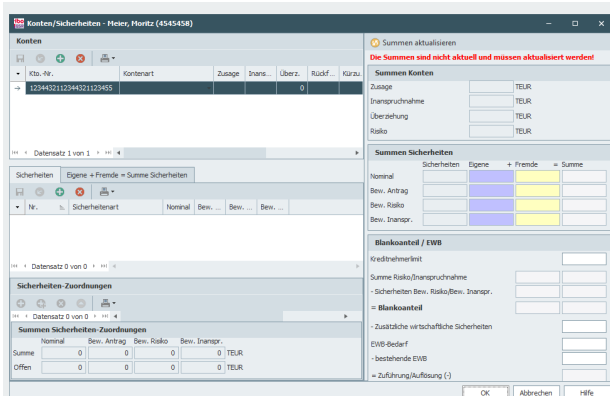 Konten/Sicherheiten - Meier, Moritz (4545458)
Konten
Kto.-Nr. Kontenart Zusage Inans... Überz. Rückf... Kürzu.
1234432112344321123455 0
Datensatz 1 von 1
Sicherheiten Eigene + Fremde = Summe Sicherheiten
Nr. Sicherheitenart Nominal Bew. ... Bew. ... Bew. ...
Datensatz 0 von 0
Sicherheiten-Zuordnungen
Datensatz 0 von 0
Summen Sicherheiten-Zuordnungen
Nominal Bew. Antrag Bew. Risiko Bew. Inanspr.
Summe 0 0 0 0 TEUR
Offen 0 0 0 0 TEUR
Summen aktualisieren
Die Summen sind nicht aktuell und müssen aktualisiert werden!
Summen Konten
Zusage TEUR
Inanspruchnahme TEUR
Überziehung TEUR
Risiko TEUR
Summen Sicherheiten
Sicherheiten Eigene + Fremde = Summe
Nominal
Bew. Antrag
Bew. Risiko
Bew. Inanspr.
Blankoanteil / EWB
Kreditnehmerlimit
Summe Risiko/Inanspruchnahme
- Sicherheiten Bew. Risiko/Bew. Inanspr.
= Blankoanteil
- Zusätzliche wirtschaftliche Sicherheiten
EWB-Bedarf
- bestehende EWB
= Zuführung/Auflösung (-)
OK Abbrechen Hilfe